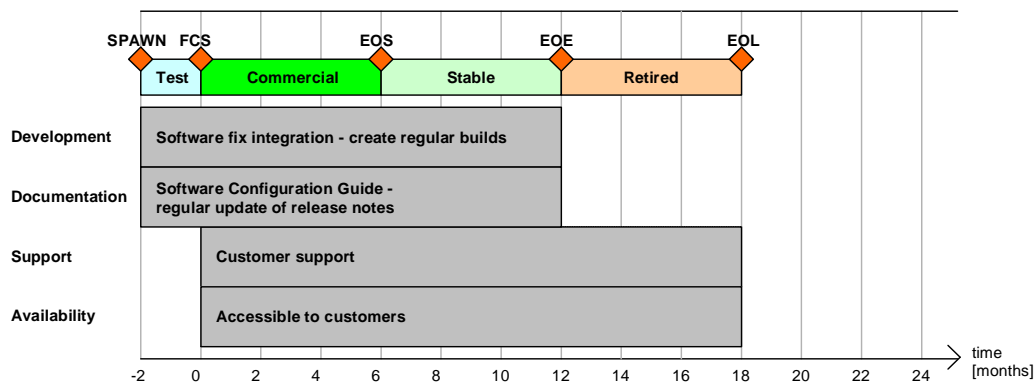 SPAWN FCS EOS EOE EOL
Test Commercial Stable Retired
Development
Software fix integration - create regular builds
Documentation
Software Configuration Guide -
regular update of release notes
Support
Customer support
Availability
Accessible to customers
time
[months]
-2 0 2 4 6 8 10 12 14 16 18 20 22 24